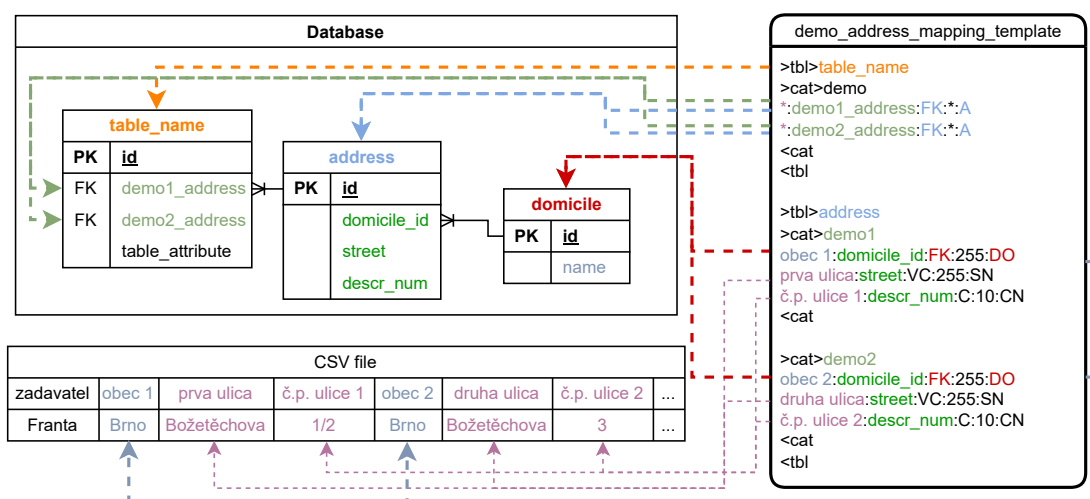 Database
table_name
PK id
FK demo1_address
FK demo2_address
table_attribute
address
PK id
domicile_id
street
descr_num
domicile
PK id
name
CSV file
zadavatel obec 1 prva ulica č.p. ulice 1 obec 2 druha ulica č.p. ulice 2 ...
Franta Brno Božetěchova 1/2 Brno Božetěchova 3 ...
demo_address_mapping_template
>tbl>table_name
>cat>demo
*:demo1_address:FK:*:A
*:demo2_address:FK:*:A
<cat
<tbl
>tbl>address
>cat>demo1
obec 1:domicile_id:FK:255:DO
prva ulica:street:VC:255:SN
č.p. ulice 1:descr_num:C:10:CN
<cat
>cat>demo2
obec 2:domicile_id:FK:255:DO
druha ulica:street:VC:255:SN
č.p. ulice 2:descr_num:C:10:CN
<cat
<tbl